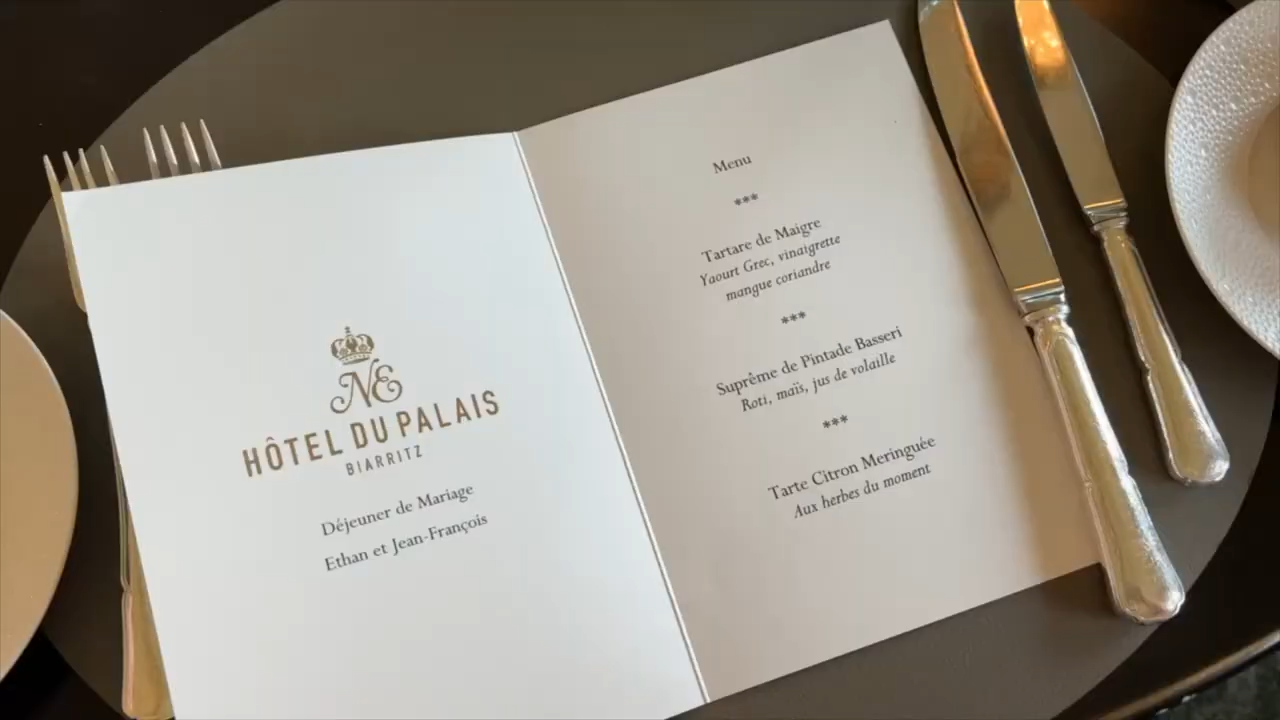 NE
HÔTEL DU PALAIS
BIARRITZ
Déjeuner de Mariage
Ethan et Jean-François
Menu
***
Tartare de Maigre
Yaourt Grec, vinaigrette
mangue coriandre
***
Suprême de Pintade Basseri
Roti, maïs, jus de volaille
***
Tarte Citron Meringuée
Aux herbes du moment